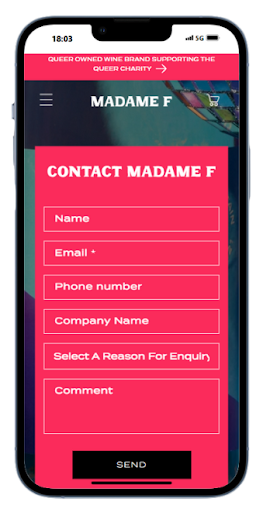 18:03
5G
QUEER OWNED WINE BRAND SUPPORTING THE
QUEER CHARITY →
MADAME F
CONTACT MADAME F
Name
Email *
Phone number
Company Name
Select A Reason For Enquiry
Comment
SEND